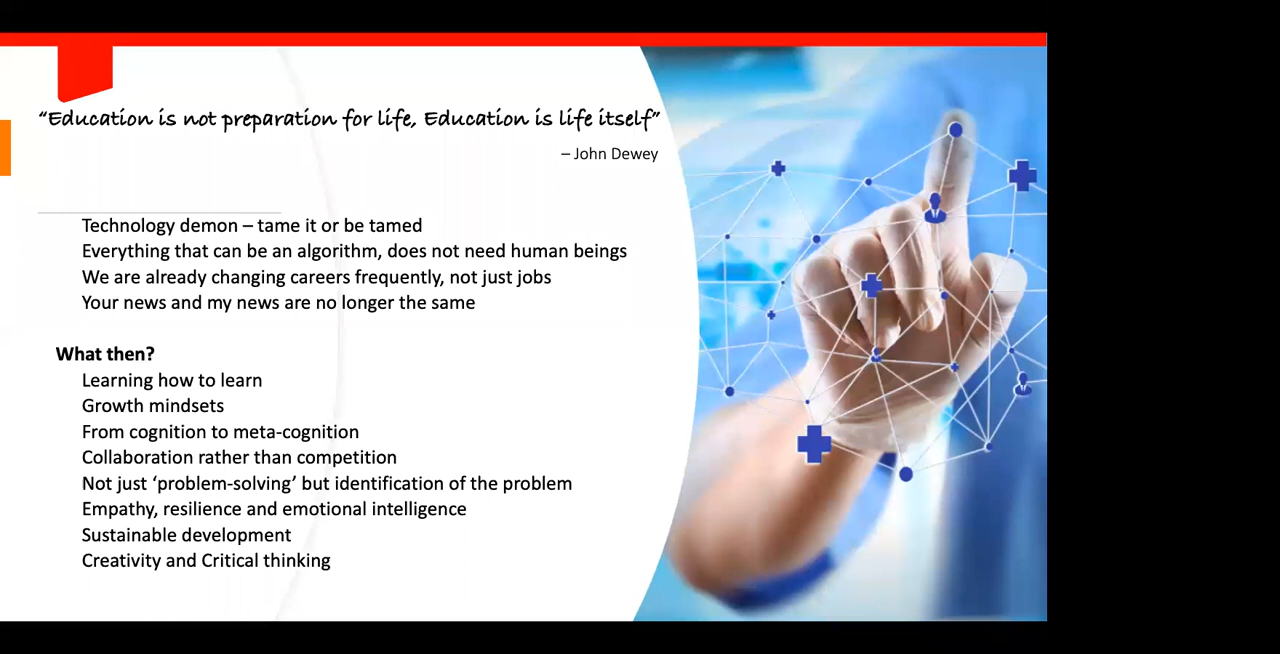 “Education is not preparation for life, Education is life itself”
– John Dewey
Technology demon – tame it or be tamed
Everything that can be an algorithm, does not need human beings
We are already changing careers frequently, not just jobs
Your news and my news are no longer the same
What then?
Learning how to learn
Growth mindsets
From cognition to meta-cognition
Collaboration rather than competition
Not just ‘problem-solving’ but identification of the problem
Empathy, resilience and emotional intelligence
Sustainable development
Creativity and Critical thinking